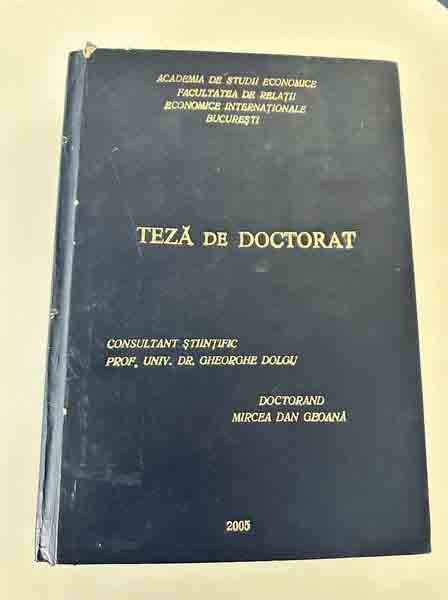 ACADEMIA DE STUDII ECONOMICE
FACULTATEA DE RELAȚII
ECONOMICE INTERNAȚIONALE
BUCUREȘTI
TEZĂ DE DOCTORAT
CONSULTANT ȘTIINȚIFIC
PROF. UNIV. DR. GHEORGHE DOLGU
DOCTORAND
MIRCEA DAN GEOANĂ
2005